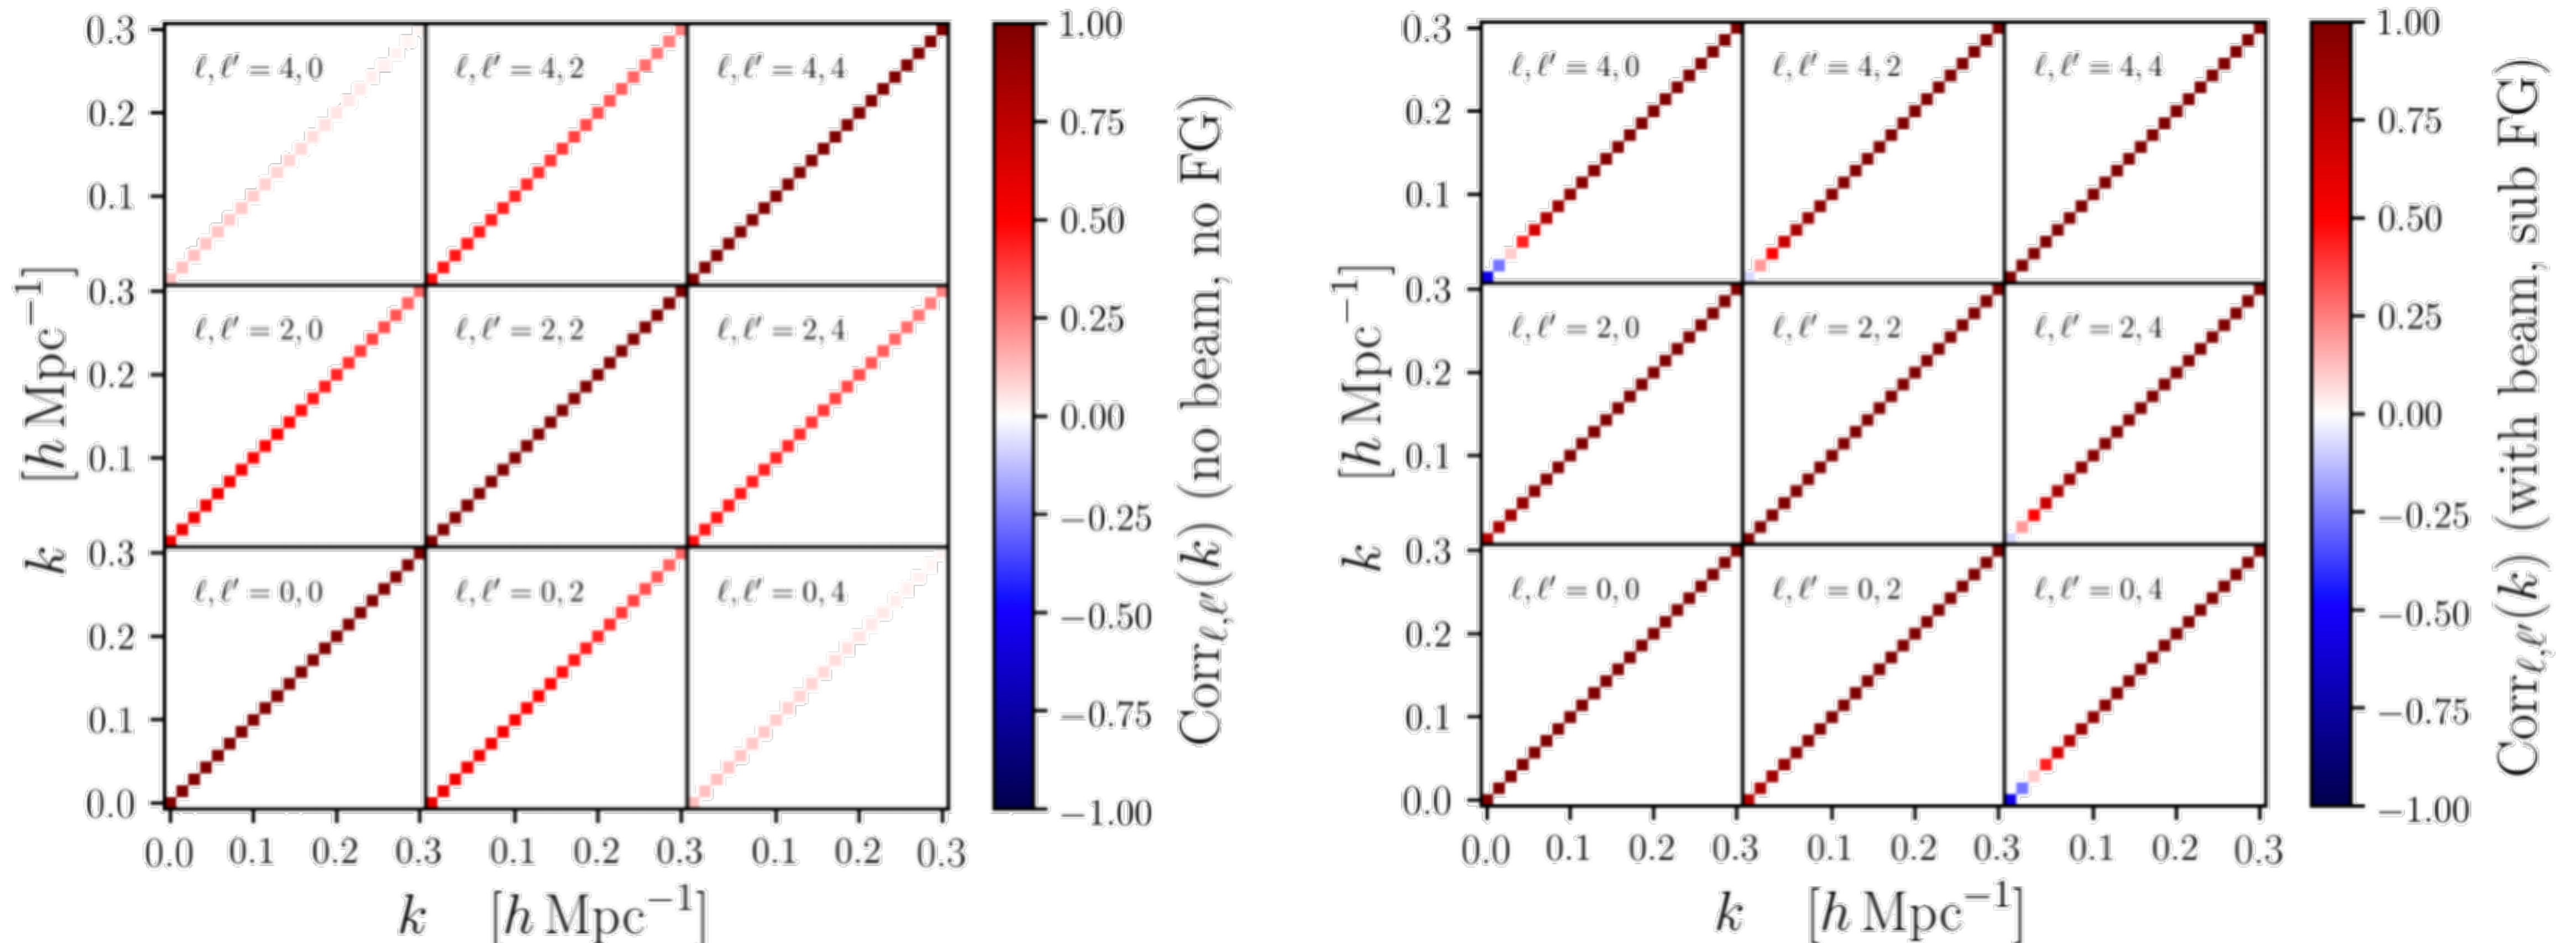 0.3
0.2
0.1
0.3
0.2
0.1
0.3
0.2
0.1
0.0
k [h Mpc⁻¹]
ℓ, ℓ′ = 4, 0
ℓ, ℓ′ = 4, 2
ℓ, ℓ′ = 4, 4
ℓ, ℓ′ = 2, 0
ℓ, ℓ′ = 2, 2
ℓ, ℓ′ = 2, 4
ℓ, ℓ′ = 0, 0
ℓ, ℓ′ = 0, 2
ℓ, ℓ′ = 0, 4
0.0 0.1 0.2 0.3 0.1 0.2 0.3 0.1 0.2 0.3
k [h Mpc⁻¹]
1.00
0.75
0.50
0.25
0.00
−0.25
−0.50
−0.75
−1.00
Corrℓ,ℓ′(k) (no beam, no FG)
0.3
0.2
0.1
0.3
0.2
0.1
0.3
0.2
0.1
0.0
k [h Mpc⁻¹]
ℓ, ℓ′ = 4, 0
ℓ, ℓ′ = 4, 2
ℓ, ℓ′ = 4, 4
ℓ, ℓ′ = 2, 0
ℓ, ℓ′ = 2, 2
ℓ, ℓ′ = 2, 4
ℓ, ℓ′ = 0, 0
ℓ, ℓ′ = 0, 2
ℓ, ℓ′ = 0, 4
0.0 0.1 0.2 0.3 0.1 0.2 0.3 0.1 0.2 0.3
k [h Mpc⁻¹]
1.00
0.75
0.50
0.25
0.00
−0.25
−0.50
−0.75
−1.00
Corrℓ,ℓ′(k) (with beam, sub FG)